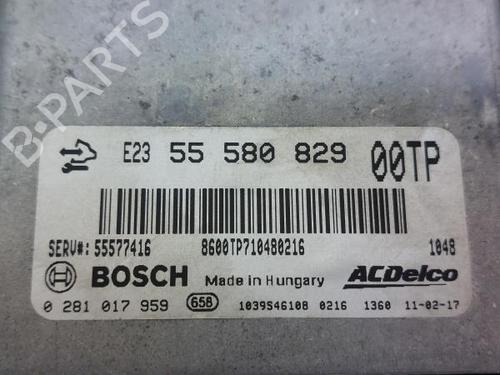 B-PARTS
E23 55 580 829 00TP
SERV#:55577416 8600TP710480216 1048
BOSCH Made in Hungary ACDelco
0 281 017 959 658 1039S46108 0216 1360 11-02-17